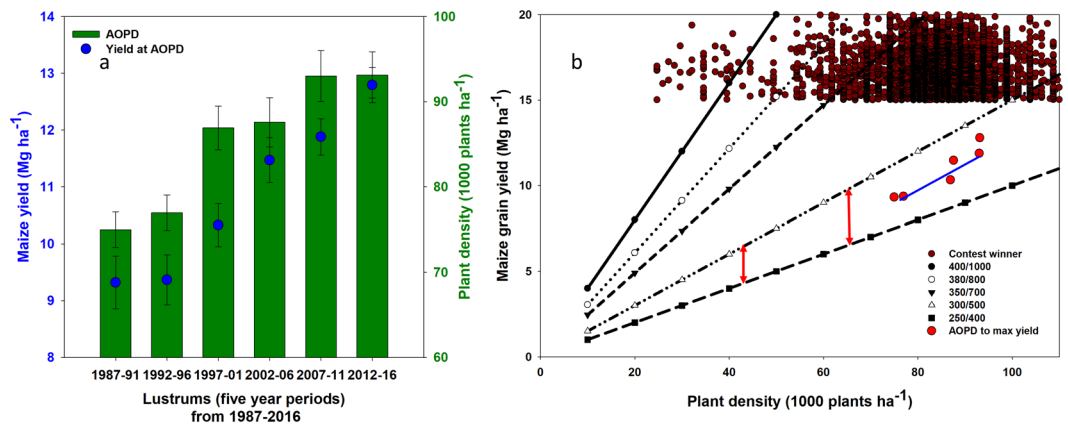 14
13
12
11
10
9
8
Maize yield (Mg ha-1)
AOPD
Yield at AOPD
a
100
90
80
70
60
Plant density (1000 plants ha-1)
1987-91 1992-96 1997-01 2002-06 2007-11 2012-16
Lustrums (five year periods)
from 1987-2016
20
15
10
5
0
Maize grain yield (Mg ha-1)
b
Contest winner
400/1000
380/800
350/700
300/500
250/400
AOPD to max yield
0 20 40 60 80 100
Plant density (1000 plants ha-1)